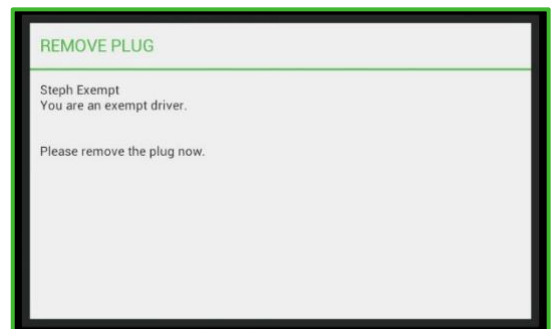 REMOVE PLUG
Steph Exempt
You are an exempt driver.
Please remove the plug now.